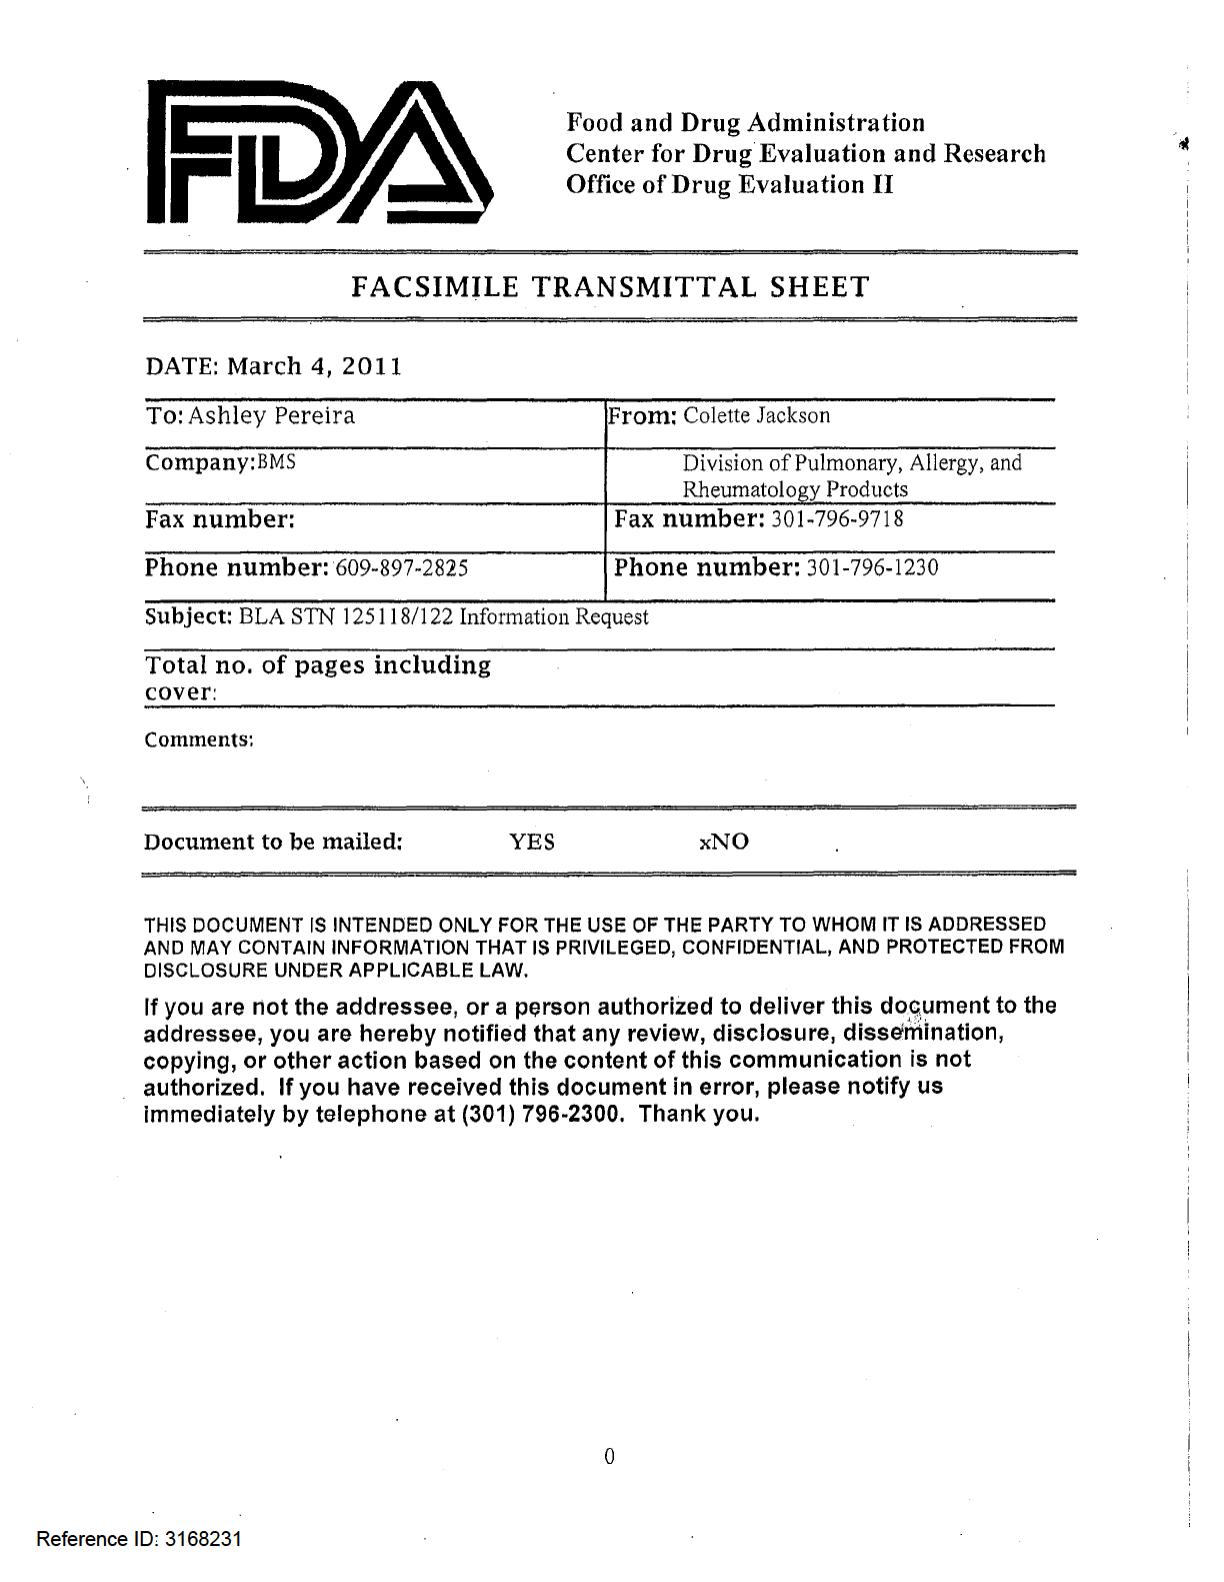 FDA
Food and Drug Administration
Center for Drug Evaluation and Research
Office of Drug Evaluation II
FACSIMILE TRANSMITTAL SHEET
DATE: March 4, 2011
To: Ashley Pereira
From: Colette Jackson
Company:BMS
Division of Pulmonary, Allergy, and
Rheumatology Products
Fax number:
Fax number: 301-796-9718
Phone number: 609-897-2825
Phone number: 301-796-1230
Subject: BLA STN 125118/122 Information Request
Total no. of pages including
cover:
Comments:
Document to be mailed: YES xNO
THIS DOCUMENT IS INTENDED ONLY FOR THE USE OF THE PARTY TO WHOM IT IS ADDRESSED
AND MAY CONTAIN INFORMATION THAT IS PRIVILEGED, CONFIDENTIAL, AND PROTECTED FROM
DISCLOSURE UNDER APPLICABLE LAW.
If you are not the addressee, or a person authorized to deliver this document to the
addressee, you are hereby notified that any review, disclosure, dissemination,
copying, or other action based on the content of this communication is not
authorized. If you have received this document in error, please notify us
immediately by telephone at (301) 796-2300. Thank you.
0
Reference ID: 3168231